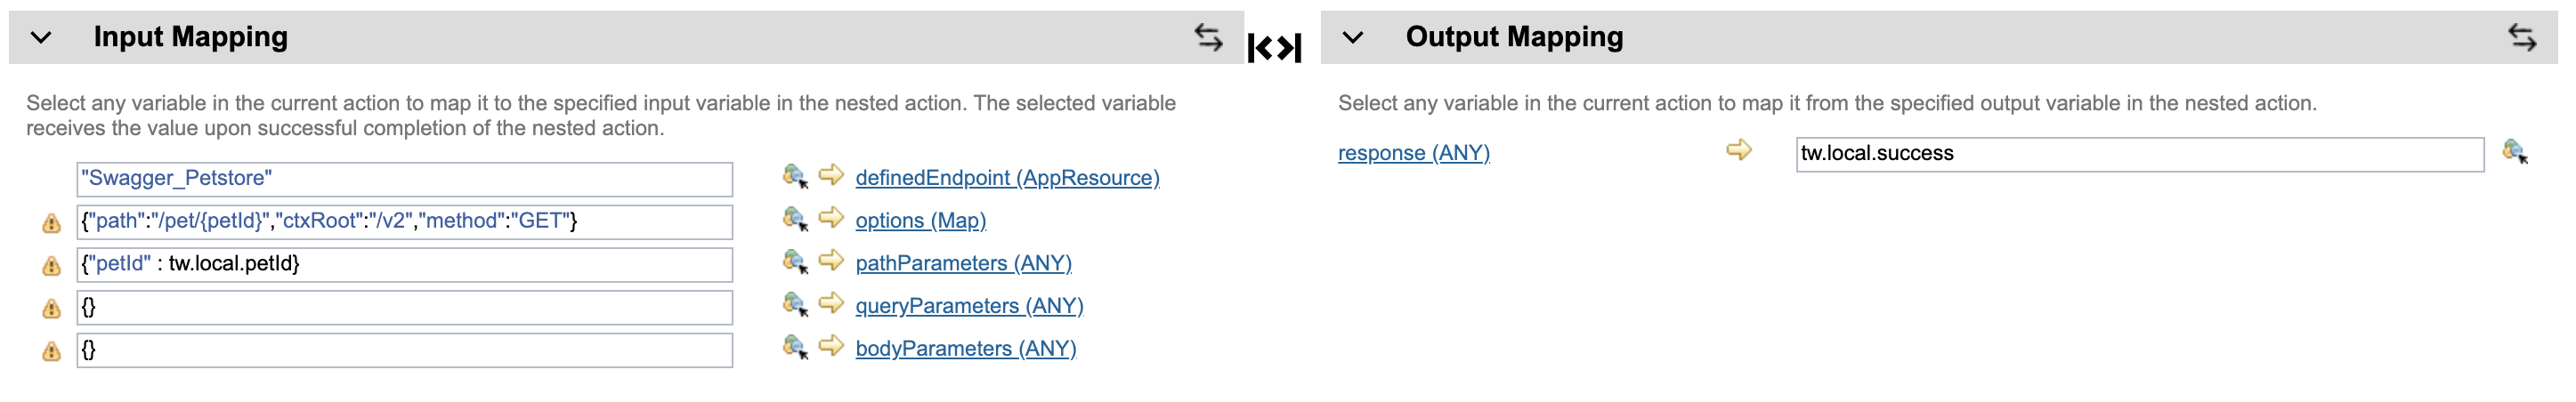 Input Mapping
Select any variable in the current action to map it to the specified input variable in the nested action. The selected variable
receives the value upon successful completion of the nested action.
"Swagger_Petstore" definedEndpoint (AppResource)
{"path":"/pet/{petId}","ctxRoot":"/v2","method":"GET"} options (Map)
{"petId" : tw.local.petId} pathParameters (ANY)
{} queryParameters (ANY)
{} bodyParameters (ANY)
Output Mapping
Select any variable in the current action to map it from the specified output variable in the nested action.
response (ANY) tw.local.success